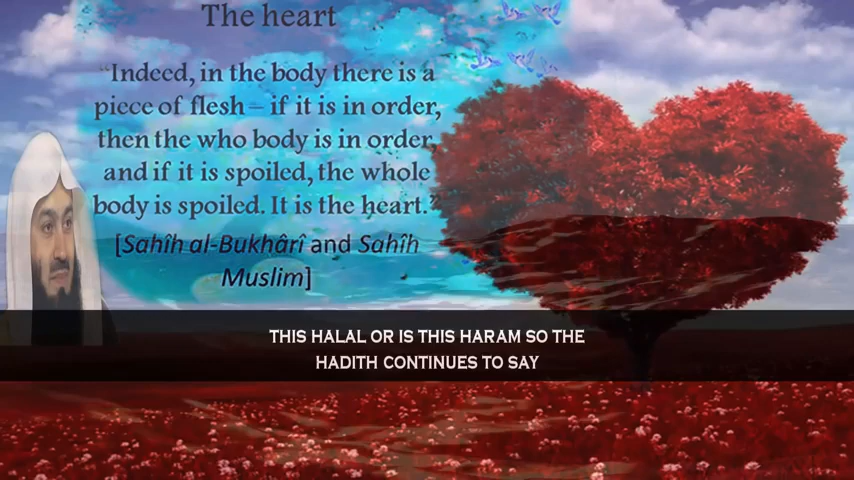 The heart
"Indeed, in the body there is a
piece of flesh – if it is in order,
then the who body is in order,
and if it is spoiled, the whole
body is spoiled. It is the heart."
[Sahîh al-Bukhârî and Sahîh
Muslim]
THIS HALAL OR IS THIS HARAM SO THE
HADITH CONTINUES TO SAY